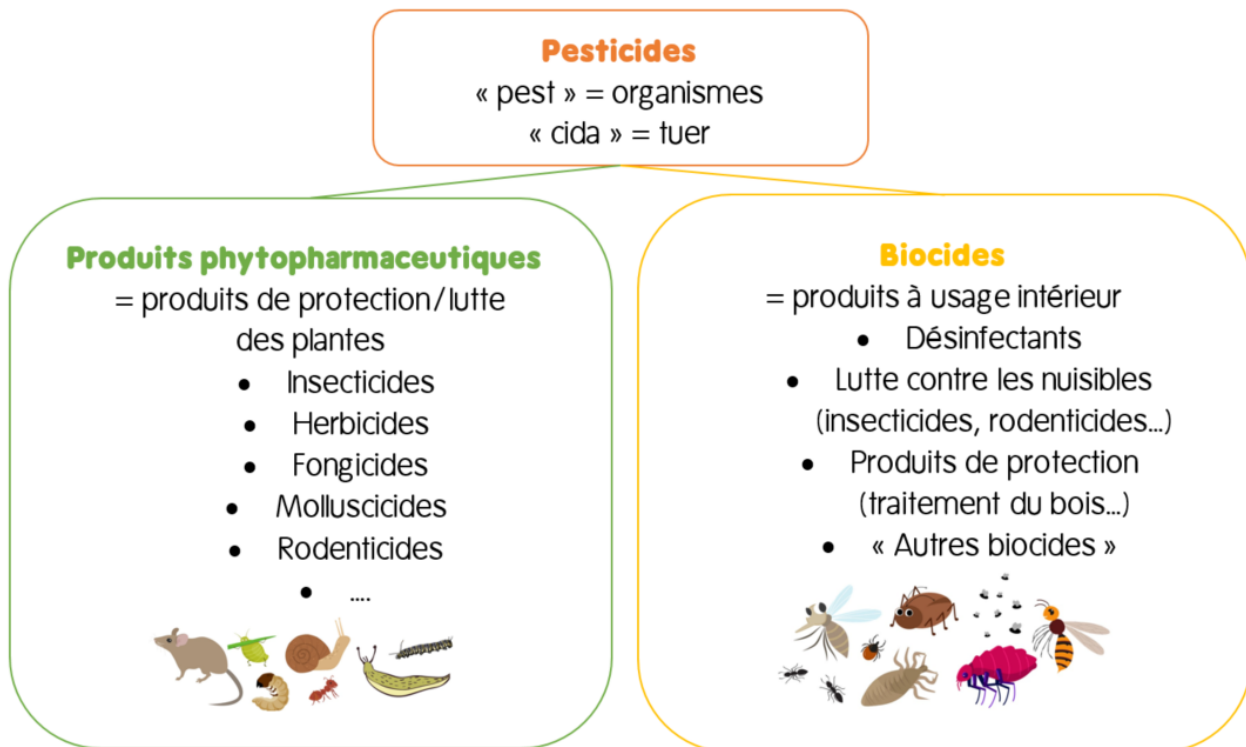 Pesticides
« pest » = organismes
« cida » = tuer
Produits phytopharmaceutiques
= produits de protection/lutte
des plantes
• Insecticides
• Herbicides
• Fongicides
• Molluscicides
• Rodenticides
• ....
Biocides
= produits à usage intérieur
• Désinfectants
• Lutte contre les nuisibles
(insecticides, rodenticides...)
• Produits de protection
(traitement du bois...)
• « Autres biocides »